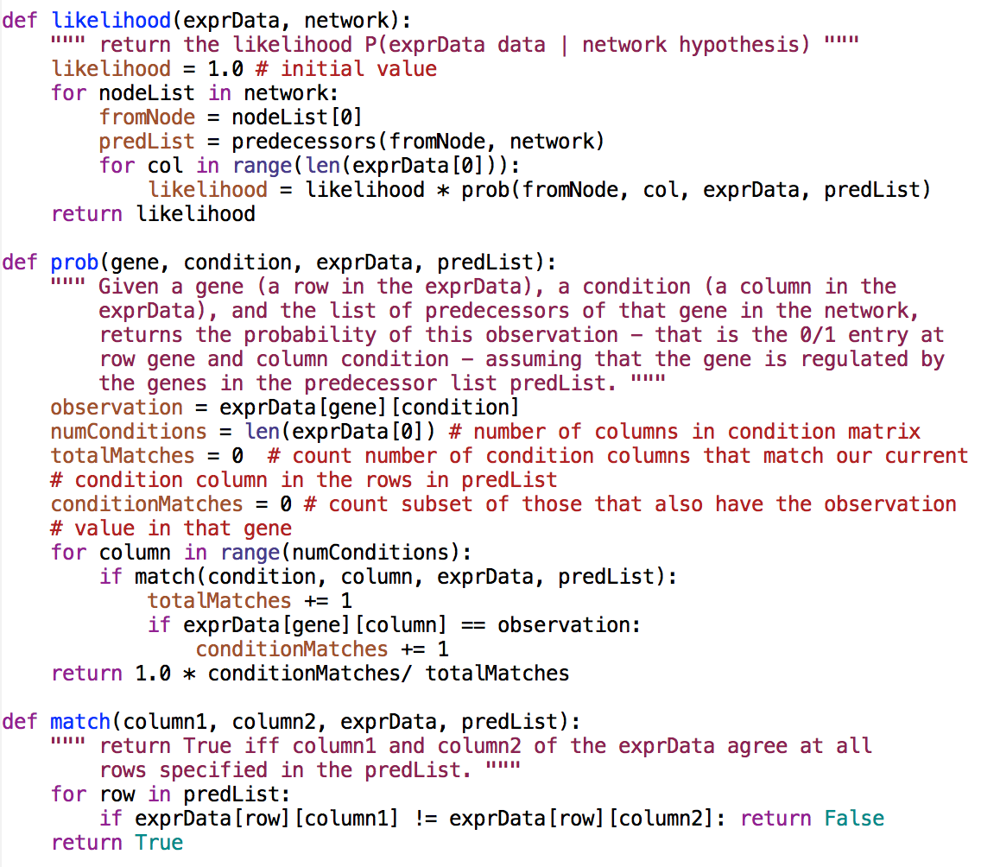 def likelihood(exprData, network):
    """ return the likelihood P(exprData data | network hypothesis) """
    likelihood = 1.0 # initial value
    for nodeList in network:
        fromNode = nodeList[0]
        predList = predecessors(fromNode, network)
        for col in range(len(exprData[0])):
            likelihood = likelihood * prob(fromNode, col, exprData, predList)
    return likelihood

def prob(gene, condition, exprData, predList):
    """ Given a gene (a row in the exprData), a condition (a column in the
        exprData), and the list of predecessors of that gene in the network,
        returns the probability of this observation – that is the 0/1 entry at
        row gene and column condition – assuming that the gene is regulated by
        the genes in the predecessor list predList. """
    observation = exprData[gene][condition]
    numConditions = len(exprData[0]) # number of columns in condition matrix
    totalMatches = 0  # count number of condition columns that match our current
    # condition column in the rows in predList
    conditionMatches = 0 # count subset of those that also have the observation
    # value in that gene
    for column in range(numConditions):
        if match(condition, column, exprData, predList):
            totalMatches += 1
            if exprData[gene][column] == observation:
                conditionMatches += 1
    return 1.0 * conditionMatches/ totalMatches

def match(column1, column2, exprData, predList):
    """ return True iff column1 and column2 of the exprData agree at all
        rows specified in the predList. """
    for row in predList:
        if exprData[row][column1] != exprData[row][column2]: return False
    return True